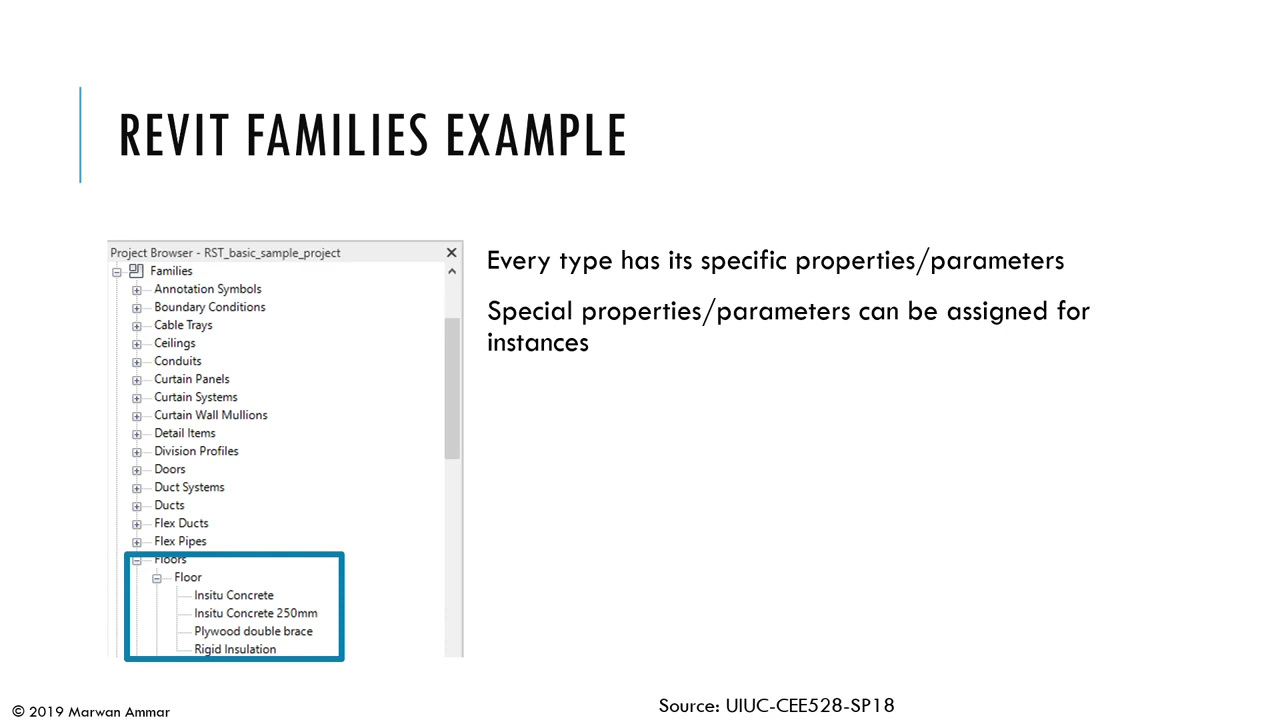 REVIT FAMILIES EXAMPLE
Project Browser - RST_basic_sample_project
Families
Annotation Symbols
Boundary Conditions
Cable Trays
Ceilings
Conduits
Curtain Panels
Curtain Systems
Curtain Wall Mullions
Detail Items
Division Profiles
Doors
Duct Systems
Ducts
Flex Ducts
Flex Pipes
Floors
Floor
Insitu Concrete
Insitu Concrete 250mm
Plywood double brace
Rigid Insulation
Every type has its specific properties/parameters
Special properties/parameters can be assigned for
instances
Source: UIUC-CEE528-SP18
© 2019 Marwan Ammar